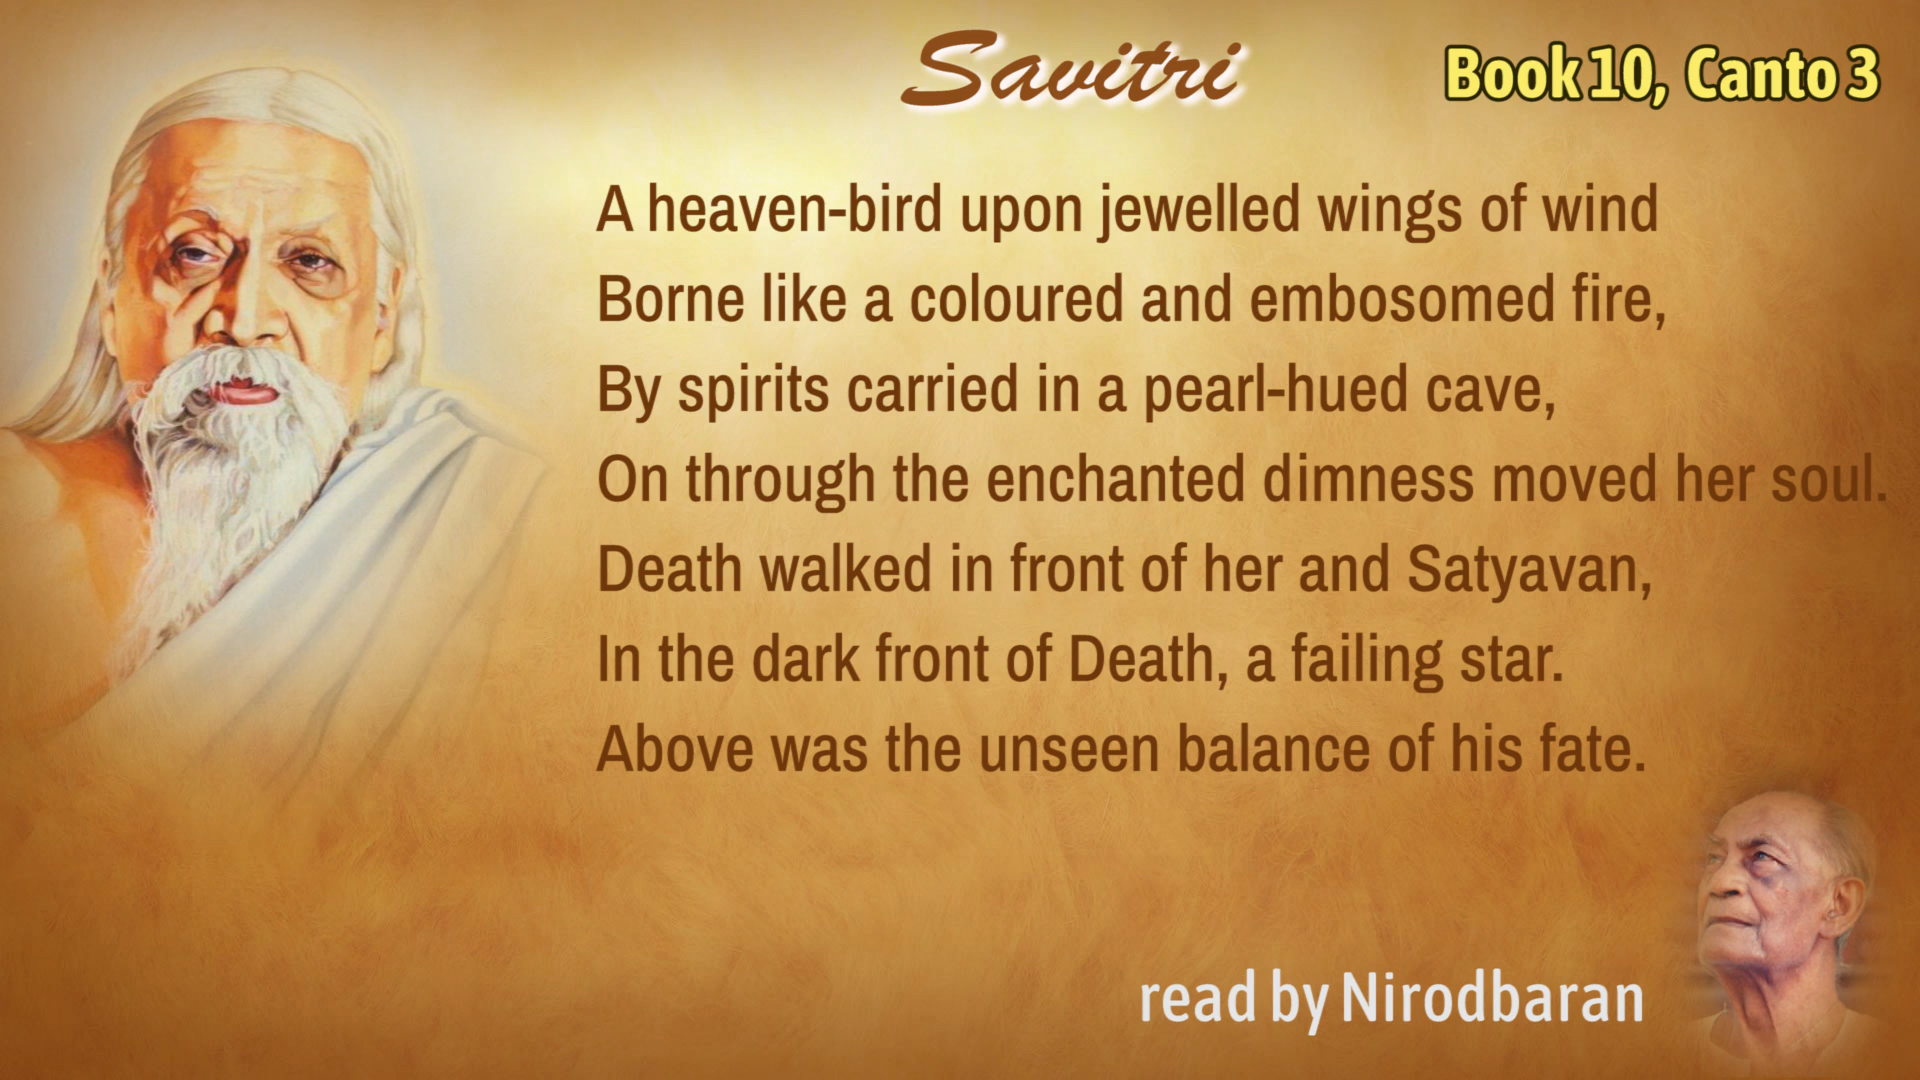 Savitri
Book 10, Canto 3
A heaven-bird upon jewelled wings of wind
Borne like a coloured and embosomed fire,
By spirits carried in a pearl-hued cave,
On through the enchanted dimness moved her soul.
Death walked in front of her and Satyavan,
In the dark front of Death, a failing star.
Above was the unseen balance of his fate.
read by Nirodbaran